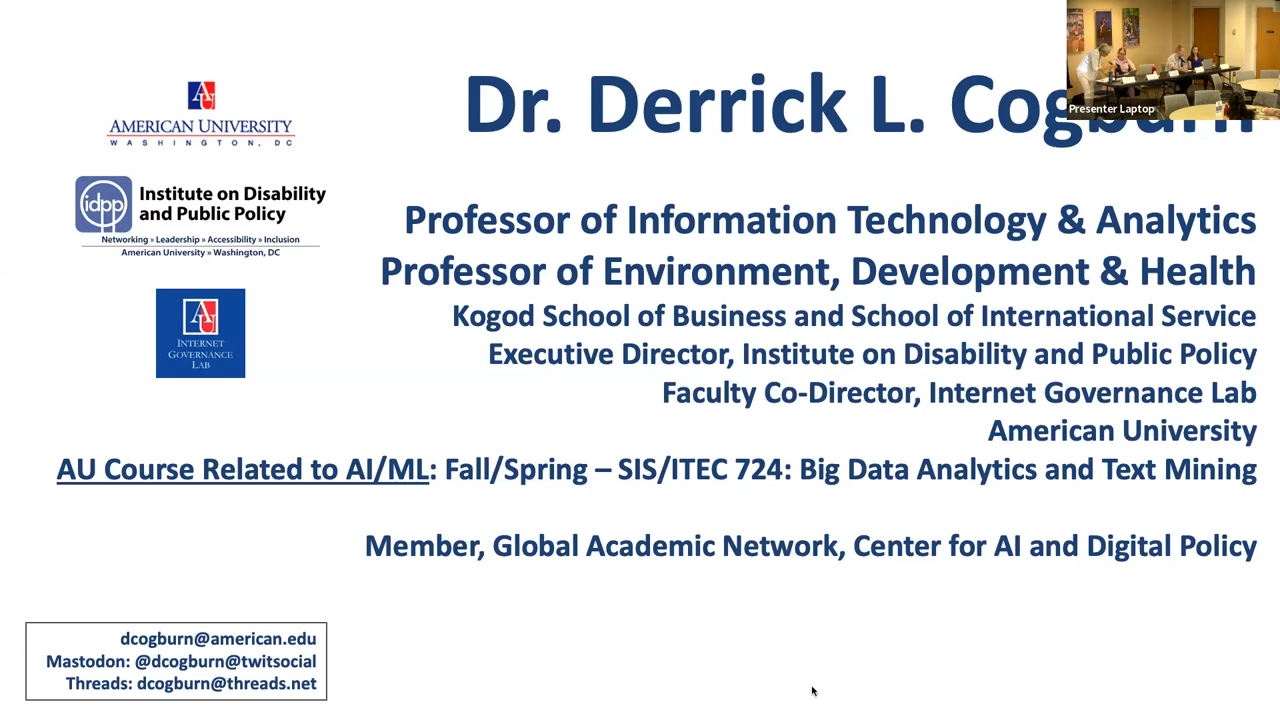 Dr. Derrick L. Cogburn
Presenter Laptop
AMERICAN UNIVERSITY
WASHINGTON, DC
idpp
Institute on Disability
and Public Policy
Networking » Leadership » Accessibility » Inclusion
American University » Washington, DC
INTERNET
GOVERNANCE
LAB
Professor of Information Technology & Analytics
Professor of Environment, Development & Health
Kogod School of Business and School of International Service
Executive Director, Institute on Disability and Public Policy
Faculty Co-Director, Internet Governance Lab
American University
AU Course Related to AI/ML: Fall/Spring – SIS/ITEC 724: Big Data Analytics and Text Mining
Member, Global Academic Network, Center for AI and Digital Policy
dcogburn@american.edu
Mastodon: @dcogburn@twitsocial
Threads: dcogburn@threads.net